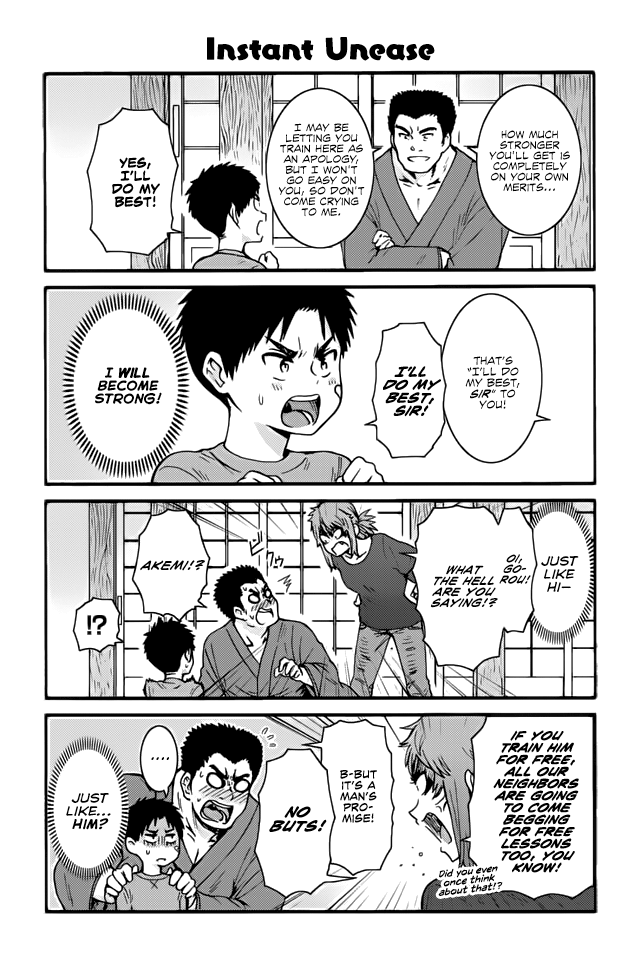 Instant Unease
HOW MUCH
STRONGER
YOU'LL GET IS
COMPLETELY
ON YOUR OWN
MERITS...
I MAY BE
LETTING YOU
TRAIN HERE AS
AN APOLOGY,
BUT I WON'T
GO EASY ON
YOU, SO DON'T
COME CRYING
TO ME.
YES,
I'LL
DO MY
BEST!
THAT'S
"I'LL DO
MY BEST,
SIR" TO
YOU!
I'LL
DO MY
BEST,
SIR!
I WILL
BECOME
STRONG!
JUST
LIKE
HI-
OI,
GO-
ROU!
WHAT
THE HELL
ARE YOU
SAYING!?
AKEMI!?
!?
IF YOU
TRAIN HIM
FOR FREE,
ALL OUR
NEIGHBORS
ARE GOING
TO COME
BEGGING
FOR FREE
LESSONS
TOO, YOU
KNOW!
Did you even
once think
about that!?
B-BUT
IT'S A
MAN'S
PRO-
MISE!
NO
BUTS!
....
JUST
LIKE...
HIM?